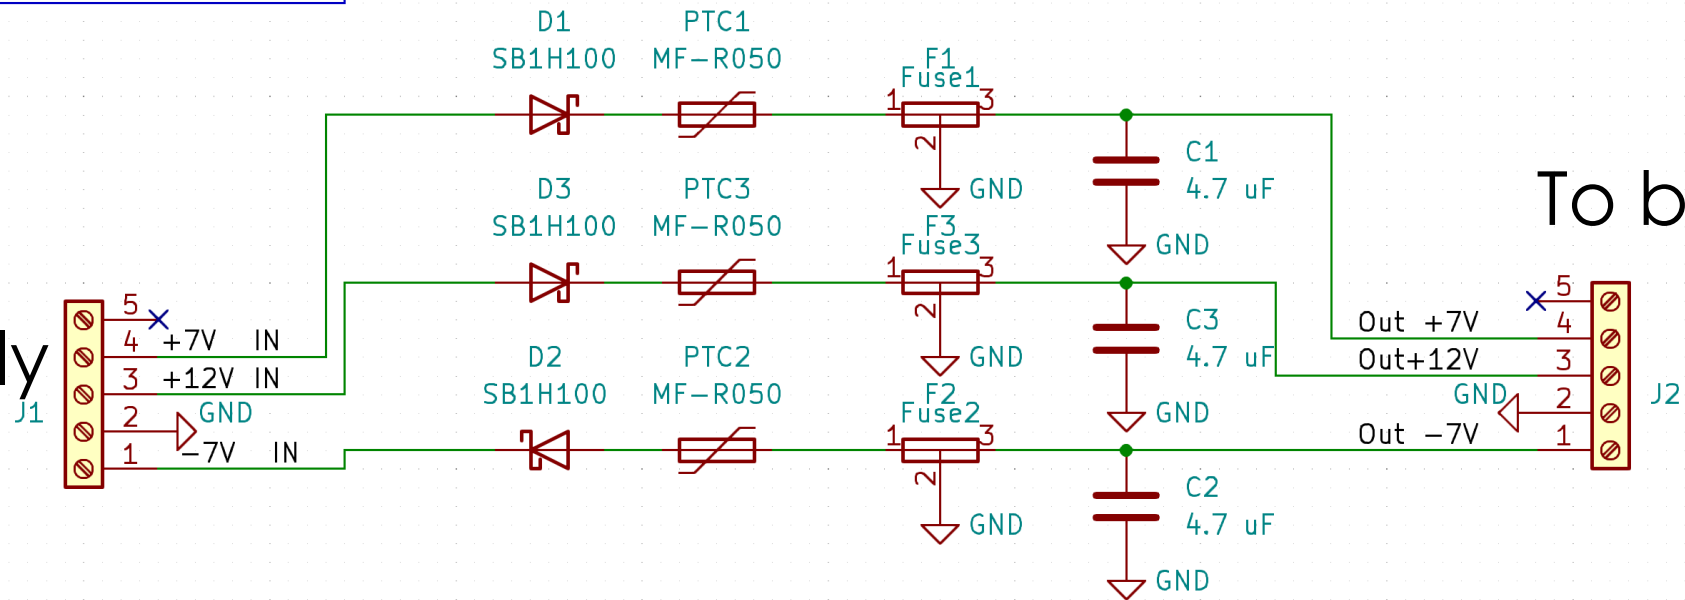 D1
SB1H100
PTC1
MF-R050
F1
Fuse1
1
3
2
GND
C1
4.7 uF
GND
D3
SB1H100
PTC3
MF-R050
F3
Fuse3
1
3
2
GND
C3
4.7 uF
GND
D2
SB1H100
PTC2
MF-R050
F2
Fuse2
1
3
2
GND
C2
4.7 uF
GND
ly
J1
5
4
+7V IN
3
+12V IN
2
GND
1
-7V IN
To b
5
Out +7V
4
Out+12V
3
GND
2
Out -7V
1
J2